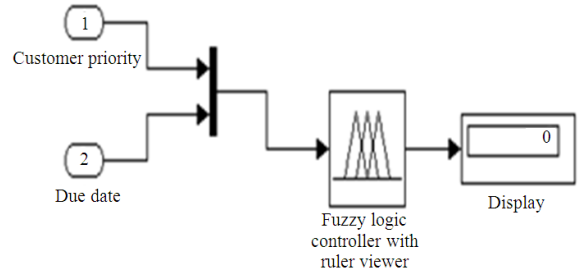 1
Customer priority
2
Due date
Fuzzy logic
controller with
ruler viewer
0
Display